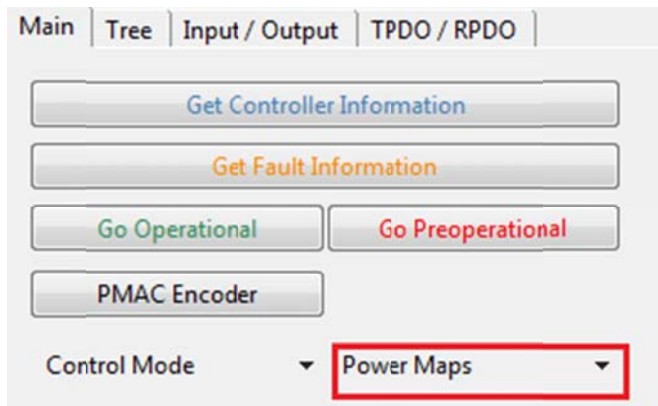 Main Tree Input / Output TPDO / RPDO
Get Controller Information
Get Fault Information
Go Operational Go Preoperational
PMAC Encoder
Control Mode Power Maps